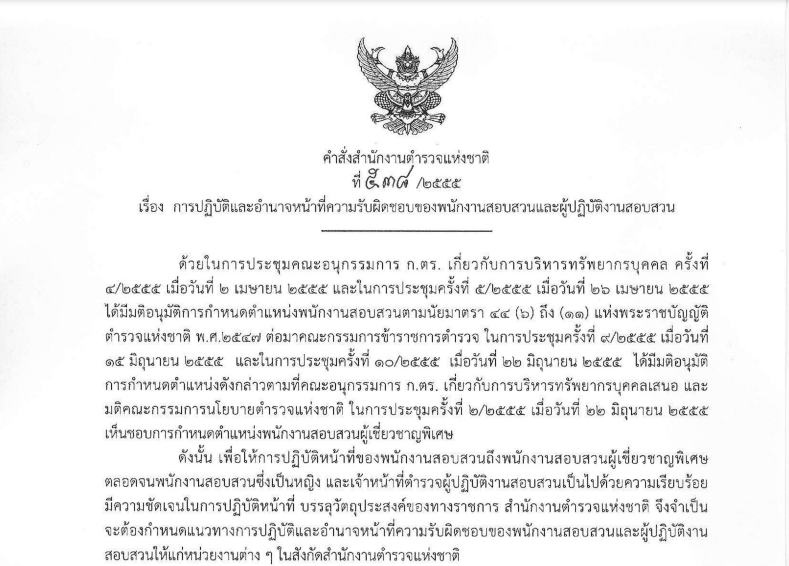 คำสั่งสำนักงานตำรวจแห่งชาติ
ที่ ๕๓๘ /๒๕๕๕
เรื่อง การปฏิบัติและอำนาจหน้าที่ความรับผิดชอบของพนักงานสอบสวนและผู้ปฏิบัติงานสอบสวน
ด้วยในการประชุมคณะอนุกรรมการ ก.ตร. เกี่ยวกับการบริหารทรัพยากรบุคคล ครั้งที่
๔/๒๕๕๕ เมื่อวันที่ ๒ เมษายน ๒๕๕๕ และในการประชุมครั้งที่ ๕/๒๕๕๕ เมื่อวันที่ ๒๖ เมษายน ๒๕๕๕
ได้มีมติอนุมัติการกำหนดตำแหน่งพนักงานสอบสวนตามนัยมาตรา ๔๔ (๖) ถึง (๑๑) แห่งพระราชบัญญัติ
ตำรวจแห่งชาติ พ.ศ.๒๕๔๗ ต่อมาคณะกรรมการข้าราชการตำรวจ ในการประชุมครั้งที่ ๙/๒๕๕๕ เมื่อวันที่
๑๕ มิถุนายน ๒๕๕๕ และในการประชุมครั้งที่ ๑๐/๒๕๕๕ เมื่อวันที่ ๒๒ มิถุนายน ๒๕๕๕ ได้มีมติอนุมัติ
การกำหนดตำแหน่งดังกล่าวตามที่คณะอนุกรรมการ ก.ตร. เกี่ยวกับการบริหารทรัพยากรบุคคลเสนอ และ
มติคณะกรรมการนโยบายตำรวจแห่งชาติ ในการประชุมครั้งที่ ๒/๒๕๕๕ เมื่อวันที่ ๒๒ มิถุนายน ๒๕๕๕
เห็นชอบการกำหนดตำแหน่งพนักงานสอบสวนผู้เชี่ยวชาญพิเศษ
ดังนั้น เพื่อให้การปฏิบัติหน้าที่ของพนักงานสอบสวนถึงพนักงานสอบสวนผู้เชี่ยวชาญพิเศษ
ตลอดจนพนักงานสอบสวนซึ่งเป็นหญิง และเจ้าหน้าที่ตำรวจผู้ปฏิบัติงานสอบสวนเป็นไปด้วยความเรียบร้อย
มีความชัดเจนในการปฏิบัติหน้าที่ บรรลุวัตถุประสงค์ของทางราชการ สำนักงานตำรวจแห่งชาติ จึงจำเป็น
จะต้องกำหนดแนวทางการปฏิบัติและอำนาจหน้าที่ความรับผิดชอบของพนักงานสอบสวนและผู้ปฏิบัติงาน
สอบสวนให้แก่หน่วยงานต่าง ๆ ในสังกัดสำนักงานตำรวจแห่งชาติ